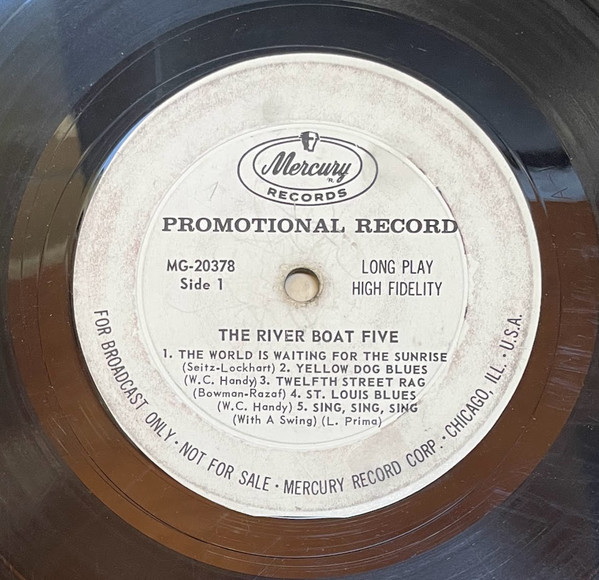 Mercury
RECORDS
PROMOTIONAL RECORD
MG-20378
Side 1
LONG PLAY
HIGH FIDELITY
THE RIVER BOAT FIVE
1. THE WORLD IS WAITING FOR THE SUNRISE
(Seitz-Lockhart) 2. YELLOW DOG BLUES
(W.C. Handy) 3. TWELFTH STREET RAG
(Bowman-Razaf) 4. ST. LOUIS BLUES
(W.C. Handy) 5. SING, SING, SING
(With A Swing) (L. Prima)
FOR BROADCAST ONLY · NOT FOR SALE · MERCURY RECORD CORP. · CHICAGO, ILL. · U.S.A.